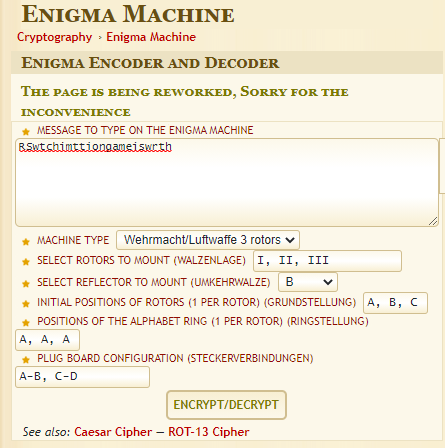 Enigma Machine
Cryptography › Enigma Machine
Enigma Encoder and Decoder
The page is being reworked, Sorry for the
inconvenience
★ MESSAGE TO TYPE ON THE ENIGMA MACHINE
RSwtchimttiongameiswrth
★ MACHINE TYPE Wehrmacht/Luftwaffe 3 rotors
★ SELECT ROTORS TO MOUNT (WALZENLAGE) I, II, III
★ SELECT REFLECTOR TO MOUNT (UMKEHRWALZE) B
★ INITIAL POSITIONS OF ROTORS (1 PER ROTOR) (GRUNDSTELLUNG) A, B, C
★ POSITIONS OF THE ALPHABET RING (1 PER ROTOR) (RINGSTELLUNG)
A, A, A
★ PLUG BOARD CONFIGURATION (STECKERVERBINDUNGEN)
A-B, C-D
ENCRYPT/DECRYPT
See also: Caesar Cipher — ROT-13 Cipher